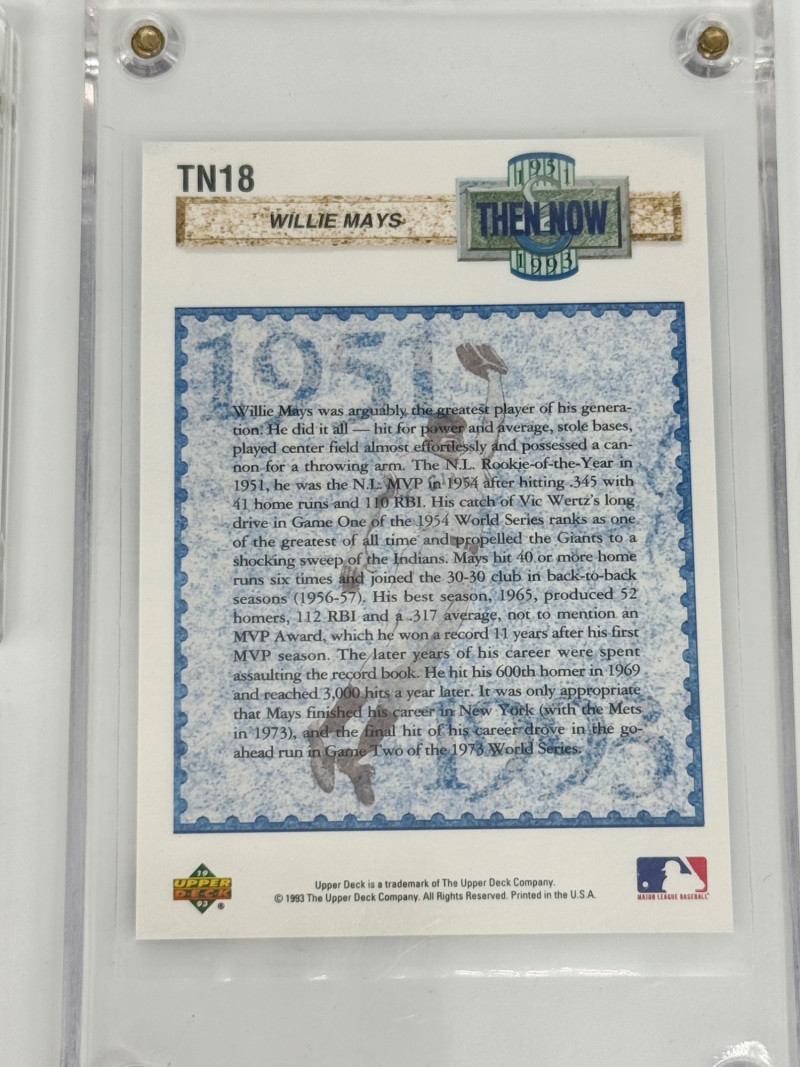 TN18
WILLIE MAYS
1951
THEN & NOW
1993
1951
Willie Mays was arguably the greatest player of his genera-
tion. He did it all — hit for power and average, stole bases,
played center field almost effortlessly and possessed a can-
non for a throwing arm. The N.L. Rookie-of-the-Year in
1951, he was the N.L. MVP in 1954 after hitting .345 with
41 home runs and 110 RBI. His catch of Vic Wertz's long
drive in Game One of the 1954 World Series ranks as one
of the greatest of all time and propelled the Giants to a
shocking sweep of the Indians. Mays hit 40 or more home
runs six times and joined the 30-30 club in back-to-back
seasons (1956-57). His best season, 1965, produced 52
homers, 112 RBI and a .317 average, not to mention an
MVP Award, which he won a record 11 years after his first
MVP season. The later years of his career were spent
assaulting the record book. He hit his 600th homer in 1969
and reached 3,000 hits a year later. It was only appropriate
that Mays finished his career in New York (with the Mets
in 1973), and the final hit of his career drove in the go-
ahead run in Game Two of the 1973 World Series.
1993
19
UPPER
DECK
93
®
Upper Deck is a trademark of The Upper Deck Company.
© 1993 The Upper Deck Company. All Rights Reserved. Printed in the U.S.A.
MAJOR LEAGUE BASEBALL